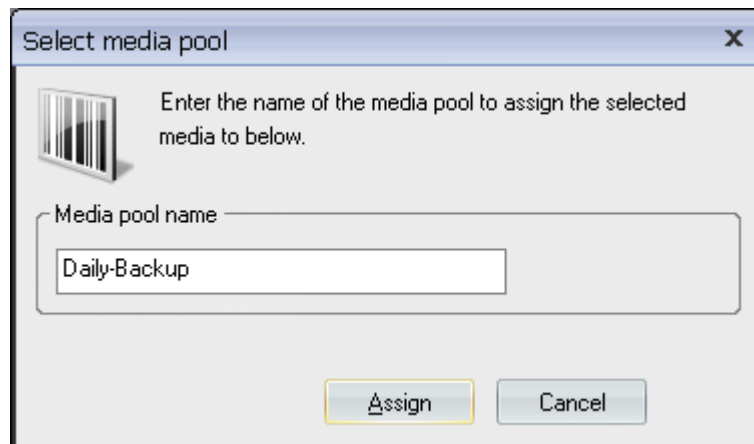 Select media pool
x
Enter the name of the media pool to assign the selected
media to below.
Media pool name
Daily-Backup
Assign
Cancel